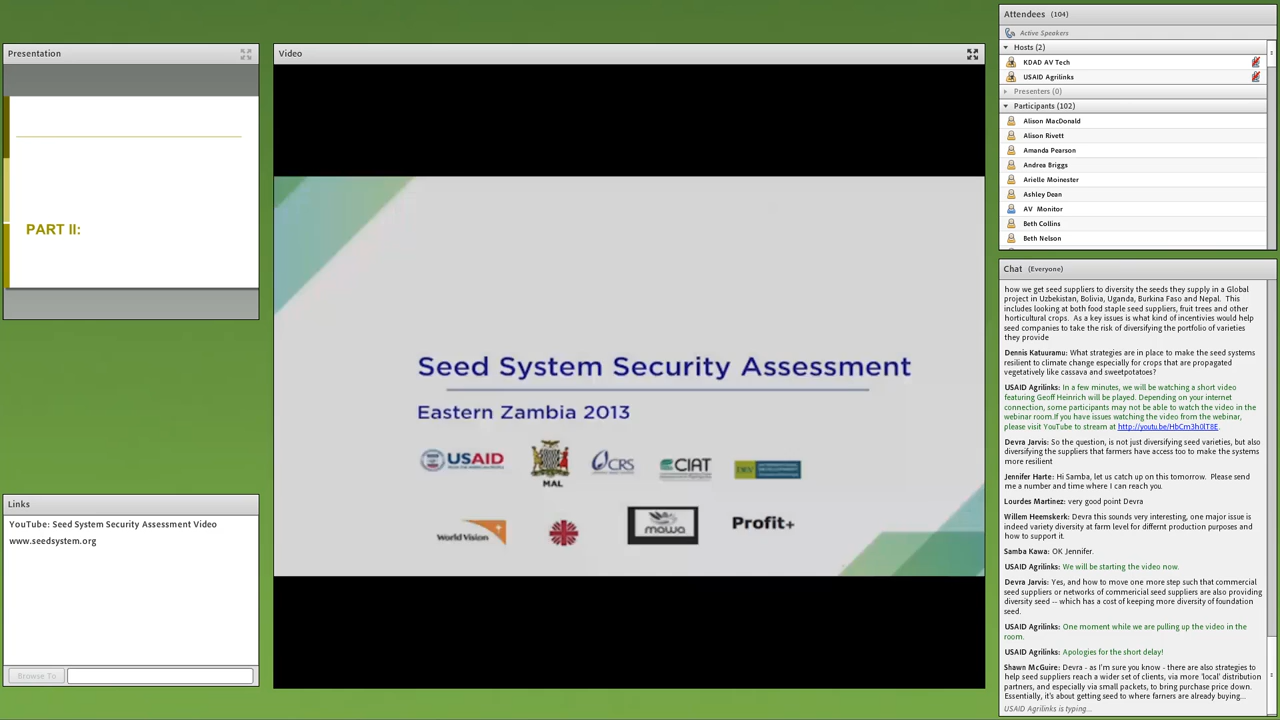 Presentation
PART II:
Links
YouTube: Seed System Security Assessment Video
www.seedsystem.org
Browse To
Video
Seed System Security Assessment
Eastern Zambia 2013
USAID
FROM THE AMERICAN PEOPLE
MAL
CRS
CIAT
DEV
World Vision
mawa
Profit+
Attendees (104)
Active Speakers
Hosts (2)
KDAD AV Tech
USAID Agrilinks
Presenters (0)
Participants (102)
Alison MacDonald
Alison Rivett
Amanda Pearson
Andrea Briggs
Arielle Moinester
Ashley Dean
AV Monitor
Beth Collins
Beth Nelson
Chat (Everyone)
how we get seed suppliers to diversity the seeds they supply in a Global
project in Uzbekistan, Bolivia, Uganda, Burkina Faso and Nepal. This
includes looking at both food staple seed suppliers, fruit trees and other
horticultural crops. As a key issues is what kind of incentivies would help
seed companies to take the risk of diversifying the portfolio of varieties
they provide
Dennis Katuuramu: What strategies are in place to make the seed systems
resilient to climate change especially for crops that are propagated
vegetatively like cassava and sweetpotatoes?
USAID Agrilinks: In a few minutes, we will be watching a short video
featuring Geoff Heinrich will be played. Depending on your internet
connection, some participants may not be able to watch the video in the
webinar room.If you have issues watching the video from the webinar,
please visit YouTube to stream at http://youtu.be/HbCm3h0lT8E.
Devra Jarvis: So the question, is not just diversifying seed varieties, but also
diversifying the suppliers that farmers have access too to make the systems
more resilient
Jennifer Harte: Hi Samba, let us catch up on this tomorrow. Please send
me a number and time where I can reach you.
Lourdes Martinez: very good point Devra
Willem Heemskerk: Devra this sounds very interesting, one major issue is
indeed variety diversity at farm level for differnt production purposes and
how to support it.
Samba Kawa: OK Jennifer.
USAID Agrilinks: We will be starting the video now.
Devra Jarvis: Yes, and how to move one more step such that commercial
seed suppliers or networks of commericial seed suppliers are also providing
diversity seed -- which has a cost of keeping more diversity of foundation
seed.
USAID Agrilinks: One moment while we are pulling up the video in the
room.
USAID Agrilinks: Apologies for the short delay!
Shawn McGuire: Devra - as I'm sure you know - there are also strategies to
help seed suppliers reach a wider set of clients, via more 'local' distribution
partners, and especially via small packets, to bring purchase price down.
Essentially, it's about getting seed to where farners are already buying...
USAID Agrilinks is typing...